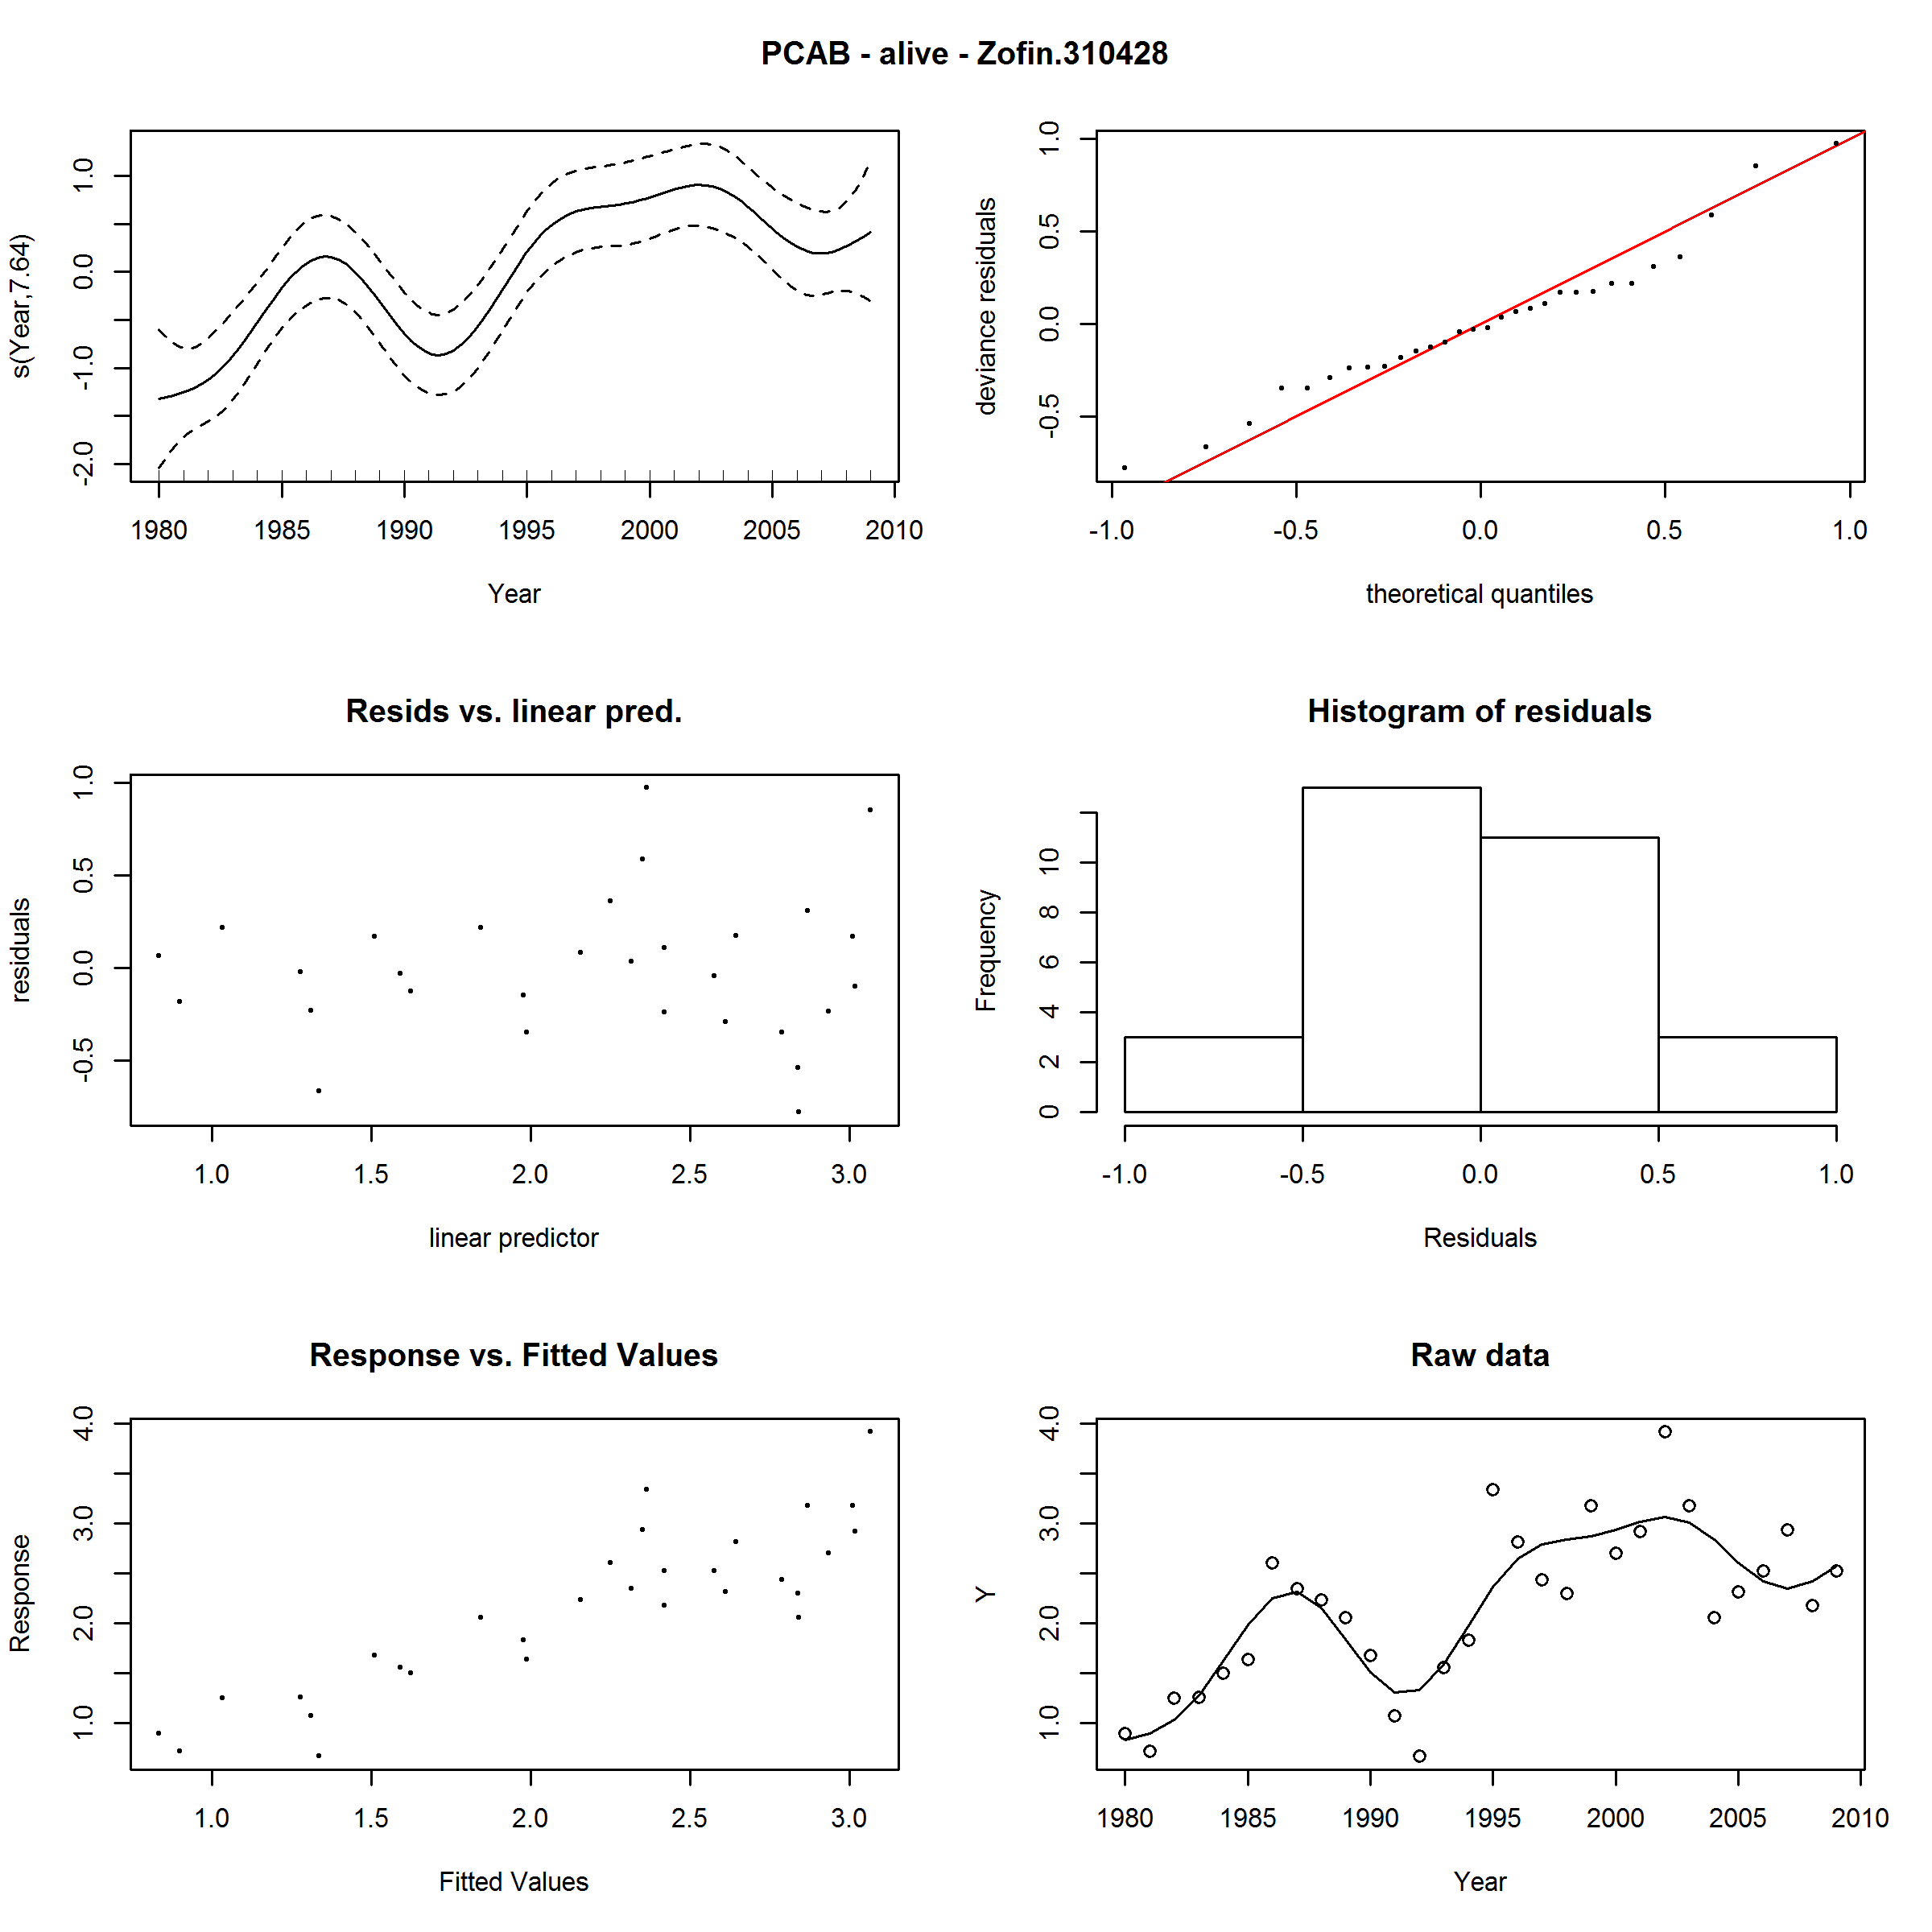 PCAB - alive - Zofin.310428
s(Year,7.64)
-2.0 -1.0 0.0 1.0
1980 1985 1990 1995 2000 2005 2010
Year
deviance residuals
-0.5 0.0 0.5 1.0
-1.0 -0.5 0.0 0.5 1.0
theoretical quantiles
Resids vs. linear pred.
residuals
-0.5 0.0 0.5 1.0
1.0 1.5 2.0 2.5 3.0
linear predictor
Histogram of residuals
Frequency
0 2 4 6 8 10
-1.0 -0.5 0.0 0.5 1.0
Residuals
Response vs. Fitted Values
Response
1.0 2.0 3.0 4.0
1.0 1.5 2.0 2.5 3.0
Fitted Values
Raw data
Y
1.0 2.0 3.0 4.0
1980 1985 1990 1995 2000 2005 2010
Year